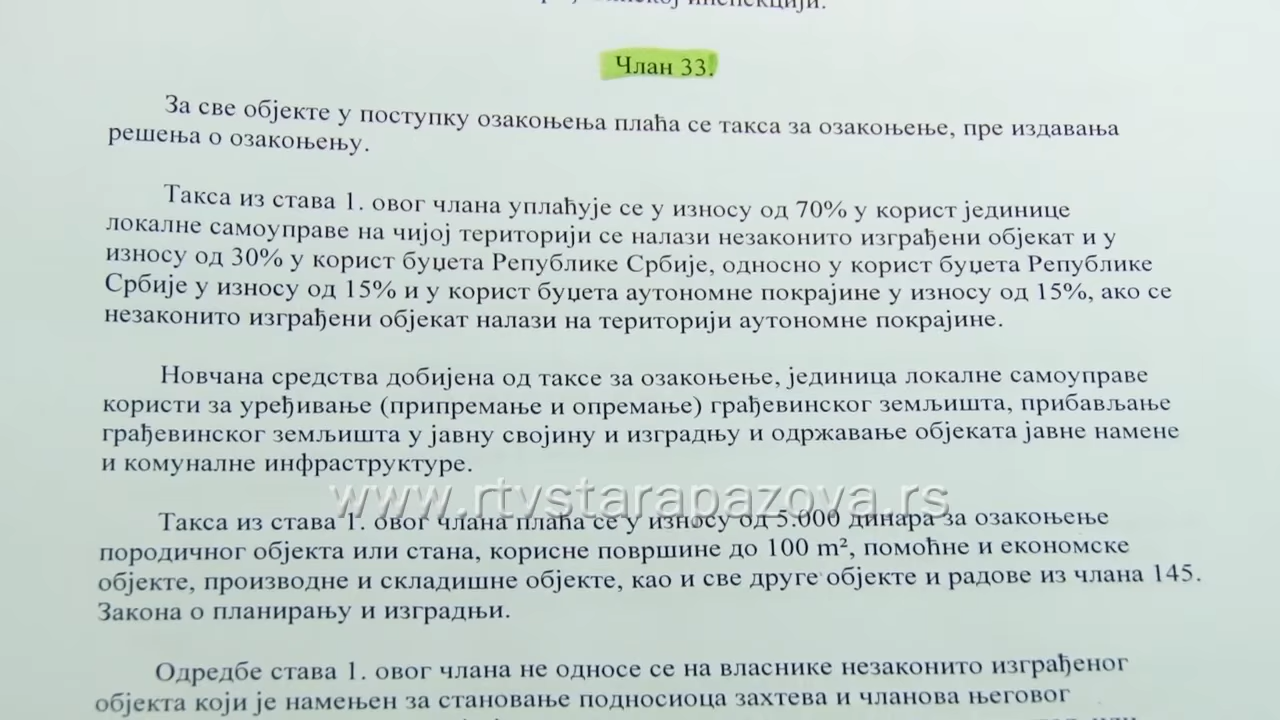 инспекцији.
Члан 33.
За све објекте у поступку озакоњења плаћа се такса за озакоњење, пре издавања
решења о озакоњењу.
Такса из става 1. овог члана уплаћује се у износу од 70% у корист јединице
локалне самоуправе на чијој територији се налази незаконито изграђени објекат и у
износу од 30% у корист буџета Републике Србије, односно у корист буџета Републике
Србије у износу од 15% и у корист буџета аутономне покрајине у износу од 15%, ако се
незаконито изграђени објекат налази на територији аутономне покрајине.
Новчана средства добијена од таксе за озакоњење, јединица локалне самоуправе
користи за уређивање (припремање и опремање) грађевинског земљишта, прибављање
грађевинског земљишта у јавну својину и изградњу и одржавање објеката јавне намене
и комуналне инфраструктуре.
www.rtvstarapazova.rs
Такса из става 1. овог члана плаћа се у износу од 5.000 динара за озакоњење
породичног објекта или стана, корисне површине до 100 m², помоћне и економске
објекте, производне и складишне објекте, као и све друге објекте и радове из члана 145.
Закона о планирању и изградњи.
Одредбе става 1. овог члана не односе се на власнике незаконито изграђеног
објекта који је намењен за становање подносиоца захтева и чланова његовог